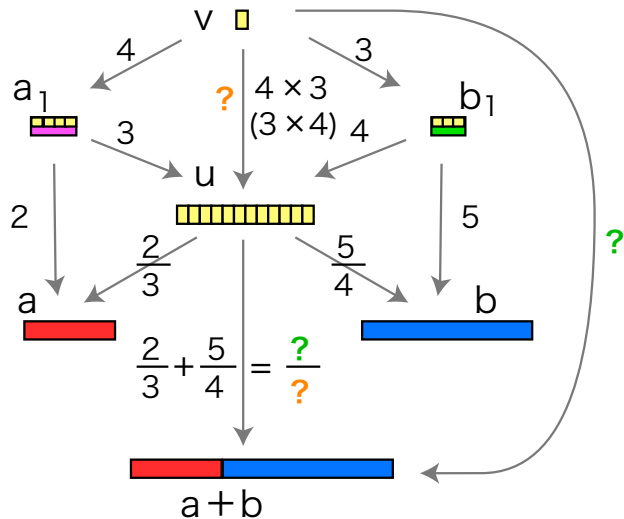 v
4
3
a₁
?
4 × 3
(3 × 4)
b₁
3
4
u
2
5
?
2/3
5/4
a
b
2/3 + 5/4 = ?/?
a + b